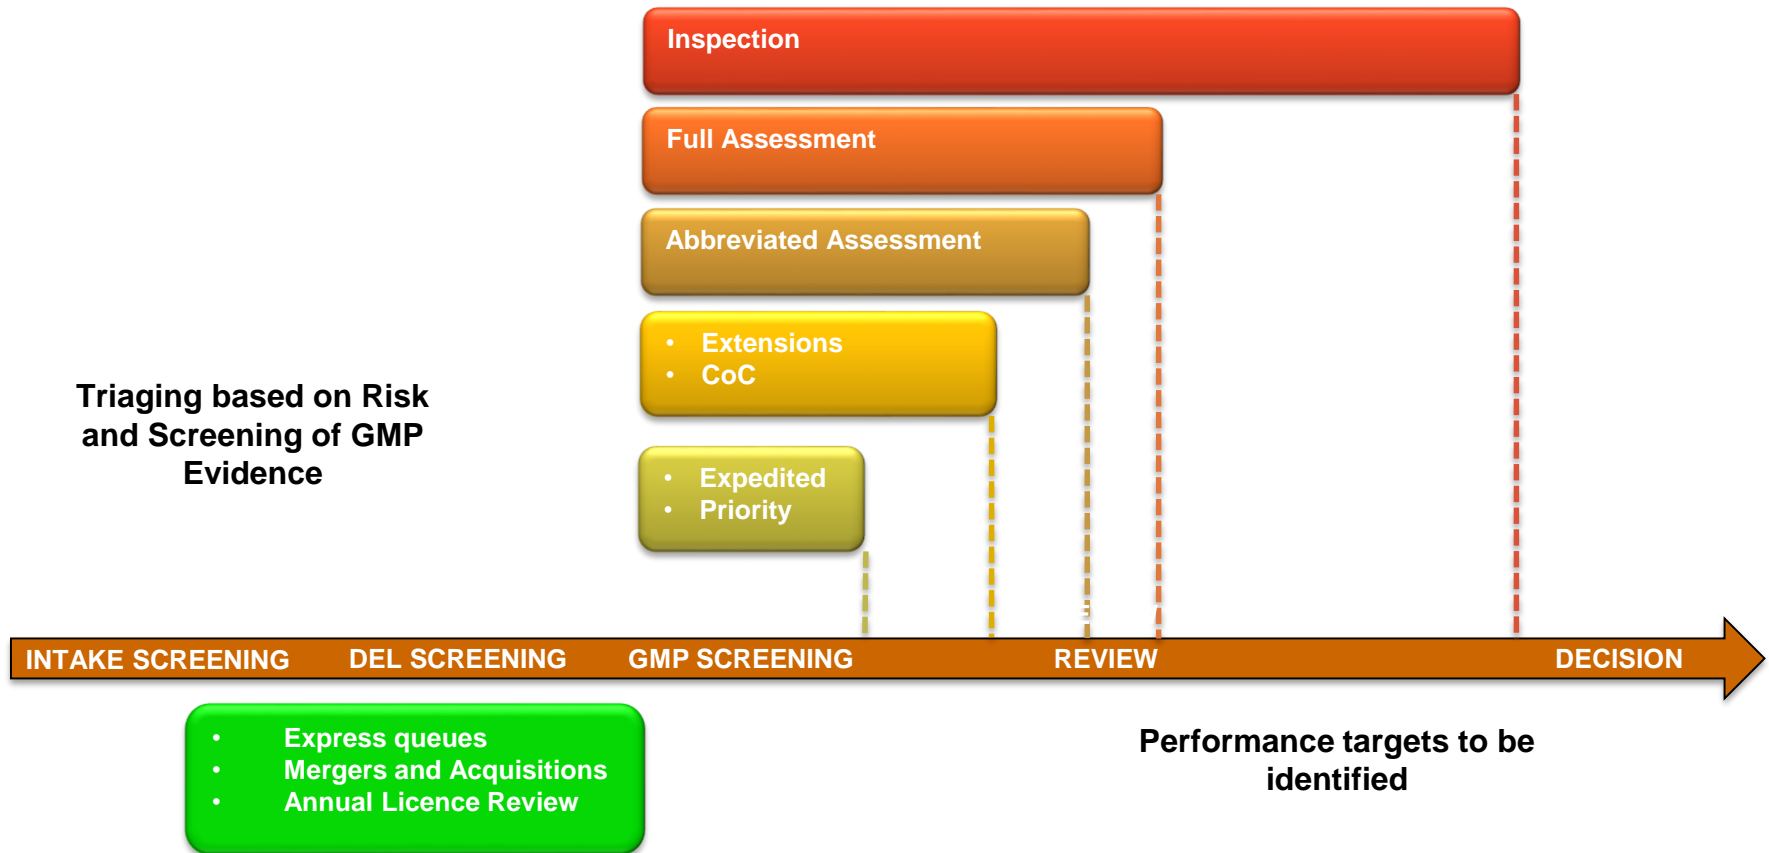 Inspection
Full Assessment
Abbreviated Assessment
• Extensions
• CoC
Triaging based on Risk
and Screening of GMP
Evidence
• Expedited
• Priority
INTAKE SCREENING DEL SCREENING GMP SCREENING REVIEW DECISION
• Express queues
• Mergers and Acquisitions
• Annual Licence Review
Performance targets to be
identified